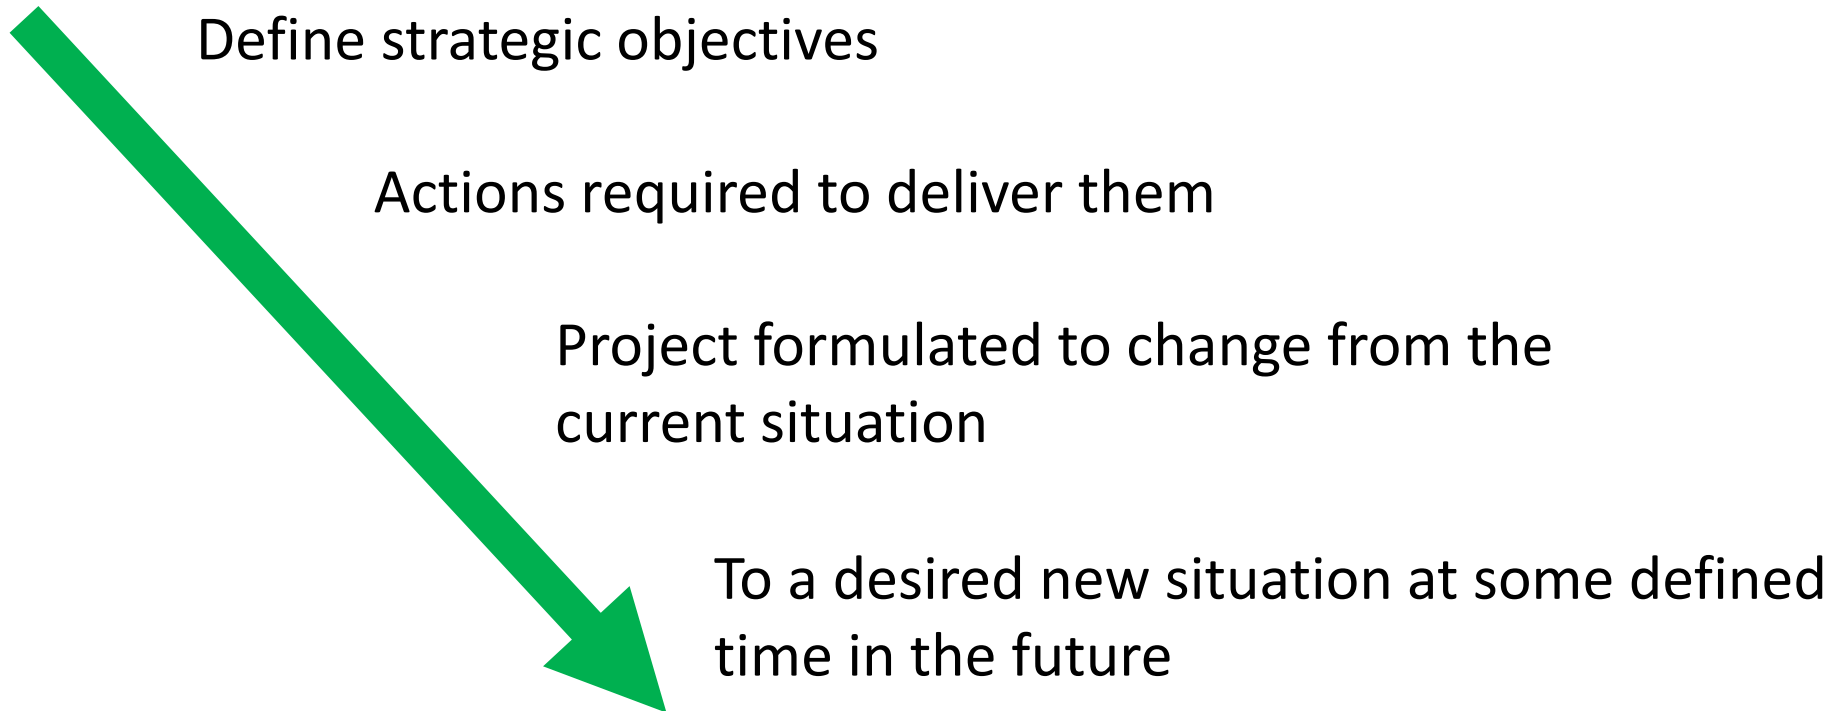 Define strategic objectives
Actions required to deliver them
Project formulated to change from the
current situation
To a desired new situation at some defined
time in the future